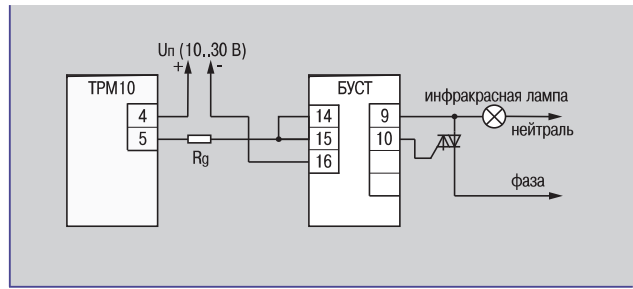 Uп (10..30 В)
+ -
ТРМ10
БУСТ
4
5
Rg
14
15
16
9
10
инфракрасная лампа
нейтраль
фаза